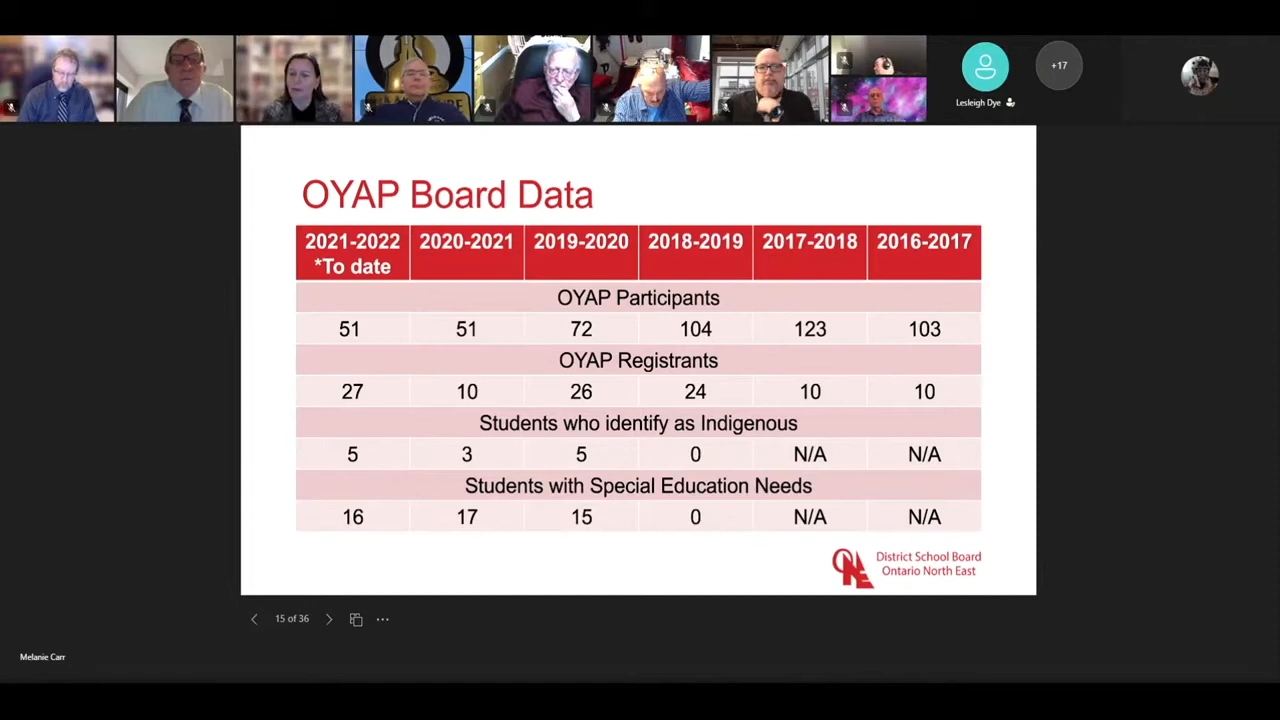 Lesleigh Dye
+17
OYAP Board Data
2021-2022 2020-2021 2019-2020 2018-2019 2017-2018 2016-2017
*To date
OYAP Participants
51 51 72 104 123 103
OYAP Registrants
27 10 26 24 10 10
Students who identify as Indigenous
5 3 5 0 N/A N/A
Students with Special Education Needs
16 17 15 0 N/A N/A
ONE
District School Board
Ontario North East
15 of 36
Melanie Carr